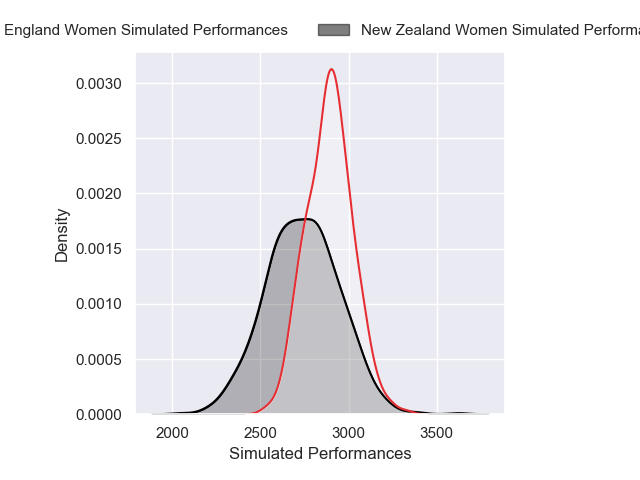 England Women Simulated Performances New Zealand Women Simulated Performa
0.0030
0.0025
0.0020
0.0015
0.0010
0.0005
0.0000
Density
2000 2500 3000 3500
Simulated Performances